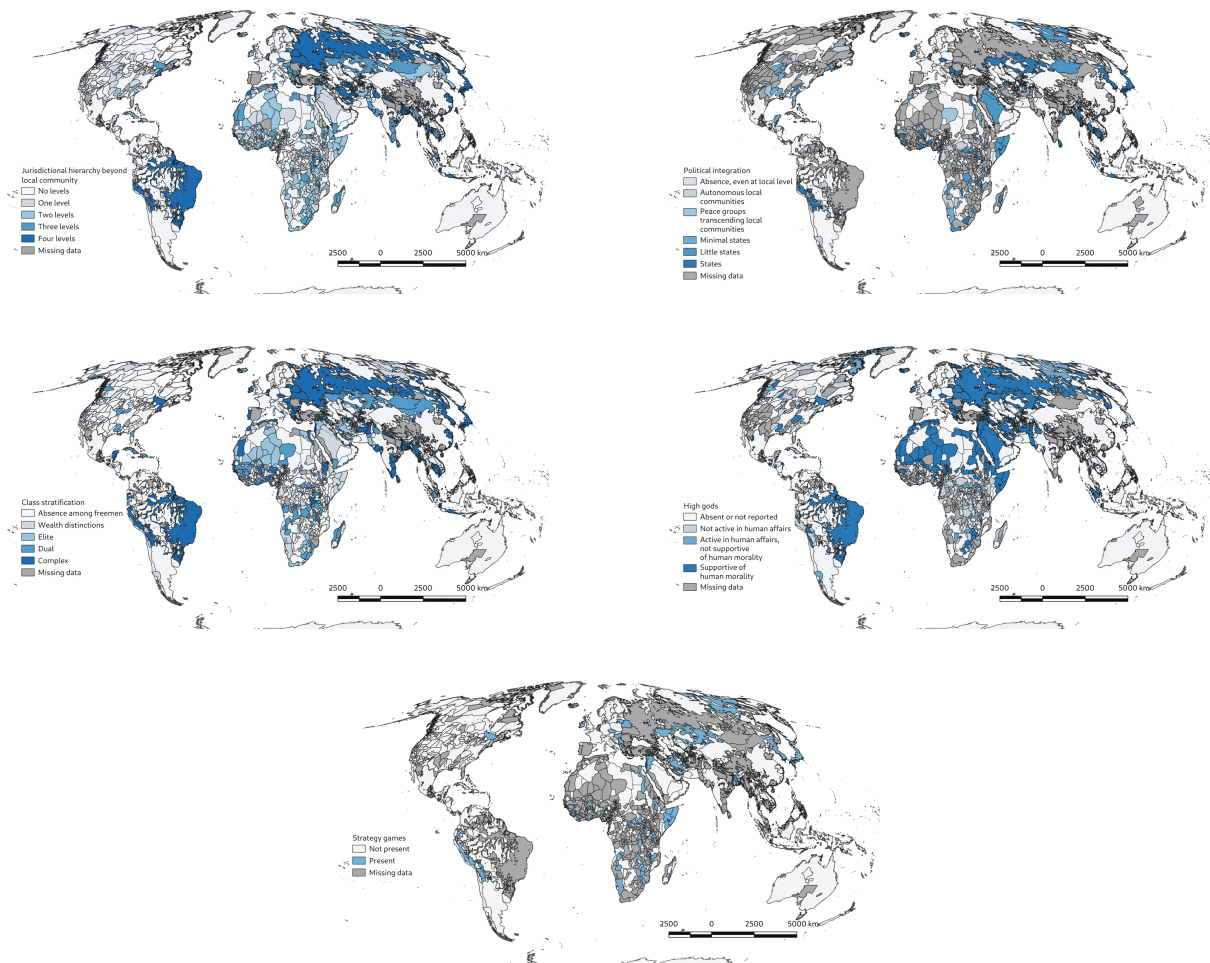 Jurisdictional hierarchy beyond
local community
No levels
One level
Two levels
Three levels
Four levels
Missing data
2500 0 2500 5000 km
Political integration
Absence, even at local level
Autonomous local
communities
Peace groups
transcending local
communities
Minimal states
Little states
States
Missing data
2500 0 2500 5000 km
Class stratification
Absence among freemen
Wealth distinctions
Elite
Dual
Complex
Missing data
2500 0 2500 5000 km
High gods
Absent or not reported
Not active in human affairs
Active in human affairs,
not supportive
of human morality
Supportive of
human morality
Missing data
2500 0 2500 5000 km
Strategy games
Not present
Present
Missing data
2500 0 2500 5000 km